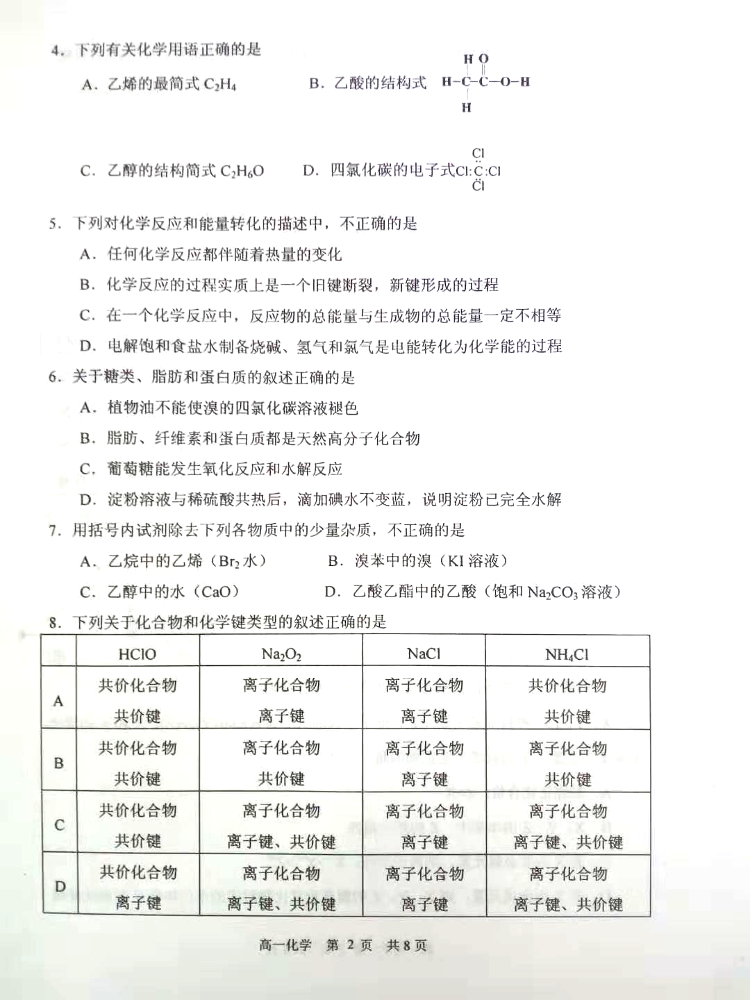 4．下列有关化学用语正确的是
H O
A．乙烯的最简式 C₂H₄ B．乙酸的结构式 H-C-C-O-H
H
Cl
C．乙醇的结构简式 C₂H₆O D．四氯化碳的电子式Cl:C:Cl
Cl
5．下列对化学反应和能量转化的描述中，不正确的是
A．任何化学反应都伴随着热量的变化
B．化学反应的过程实质上是一个旧键断裂，新键形成的过程
C．在一个化学反应中，反应物的总能量与生成物的总能量一定不相等
D．电解饱和食盐水制备烧碱、氢气和氯气是电能转化为化学能的过程
6．关于糖类、脂肪和蛋白质的叙述正确的是
A．植物油不能使溴的四氯化碳溶液褪色
B．脂肪、纤维素和蛋白质都是天然高分子化合物
C．葡萄糖能发生氧化反应和水解反应
D．淀粉溶液与稀硫酸共热后，滴加碘水不变蓝，说明淀粉已完全水解
7．用括号内试剂除去下列各物质中的少量杂质，不正确的是
A．乙烷中的乙烯（Br₂ 水） B．溴苯中的溴（KI 溶液）
C．乙醇中的水（CaO） D．乙酸乙酯中的乙酸（饱和 Na₂CO₃ 溶液）
8．下列关于化合物和化学键类型的叙述正确的是
HClO Na₂O₂ NaCl NH₄Cl
A 共价化合物 离子化合物 离子化合物 共价化合物
共价键 离子键 离子键 共价键
B 共价化合物 离子化合物 离子化合物 离子化合物
共价键 共价键 离子键 共价键
C 共价化合物 离子化合物 离子化合物 离子化合物
共价键 离子键、共价键 离子键 离子键、共价键
D 共价化合物 离子化合物 离子化合物 离子化合物
离子键 离子键、共价键 离子键 离子键、共价键
高一化学 第 2 页 共 8 页